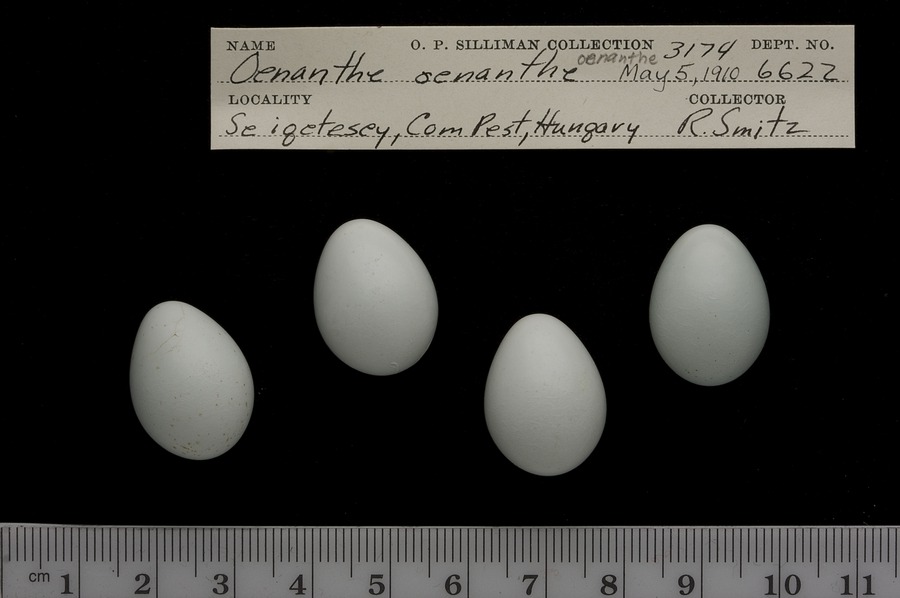 NAME O. P. SILLIMAN COLLECTION 3174 DEPT. NO.
Oenanthe oenanthe oenanthe May 5, 1910 6622
LOCALITY COLLECTOR
Se igetesey, Com Pest, Hungary R. Smitz
cm 1 2 3 4 5 6 7 8 9 10 11